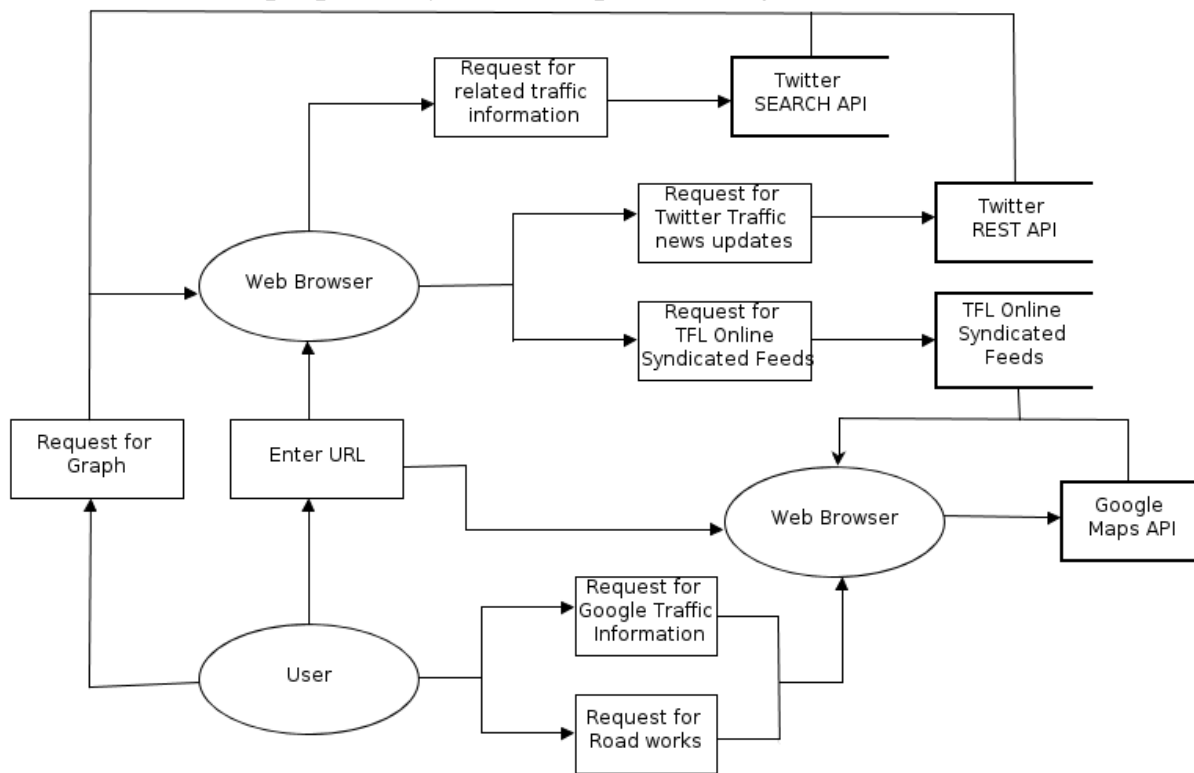 Request for
related traffic
information
Twitter
SEARCH API
Request for
Twitter Traffic
news updates
Twitter
REST API
Web Browser
Request for
TFL Online
Syndicated Feeds
TFL Online
Syndicated
Feeds
Request for
Graph
Enter URL
Web Browser
Google
Maps API
Request for
Google Traffic
Information
User
Request for
Road works